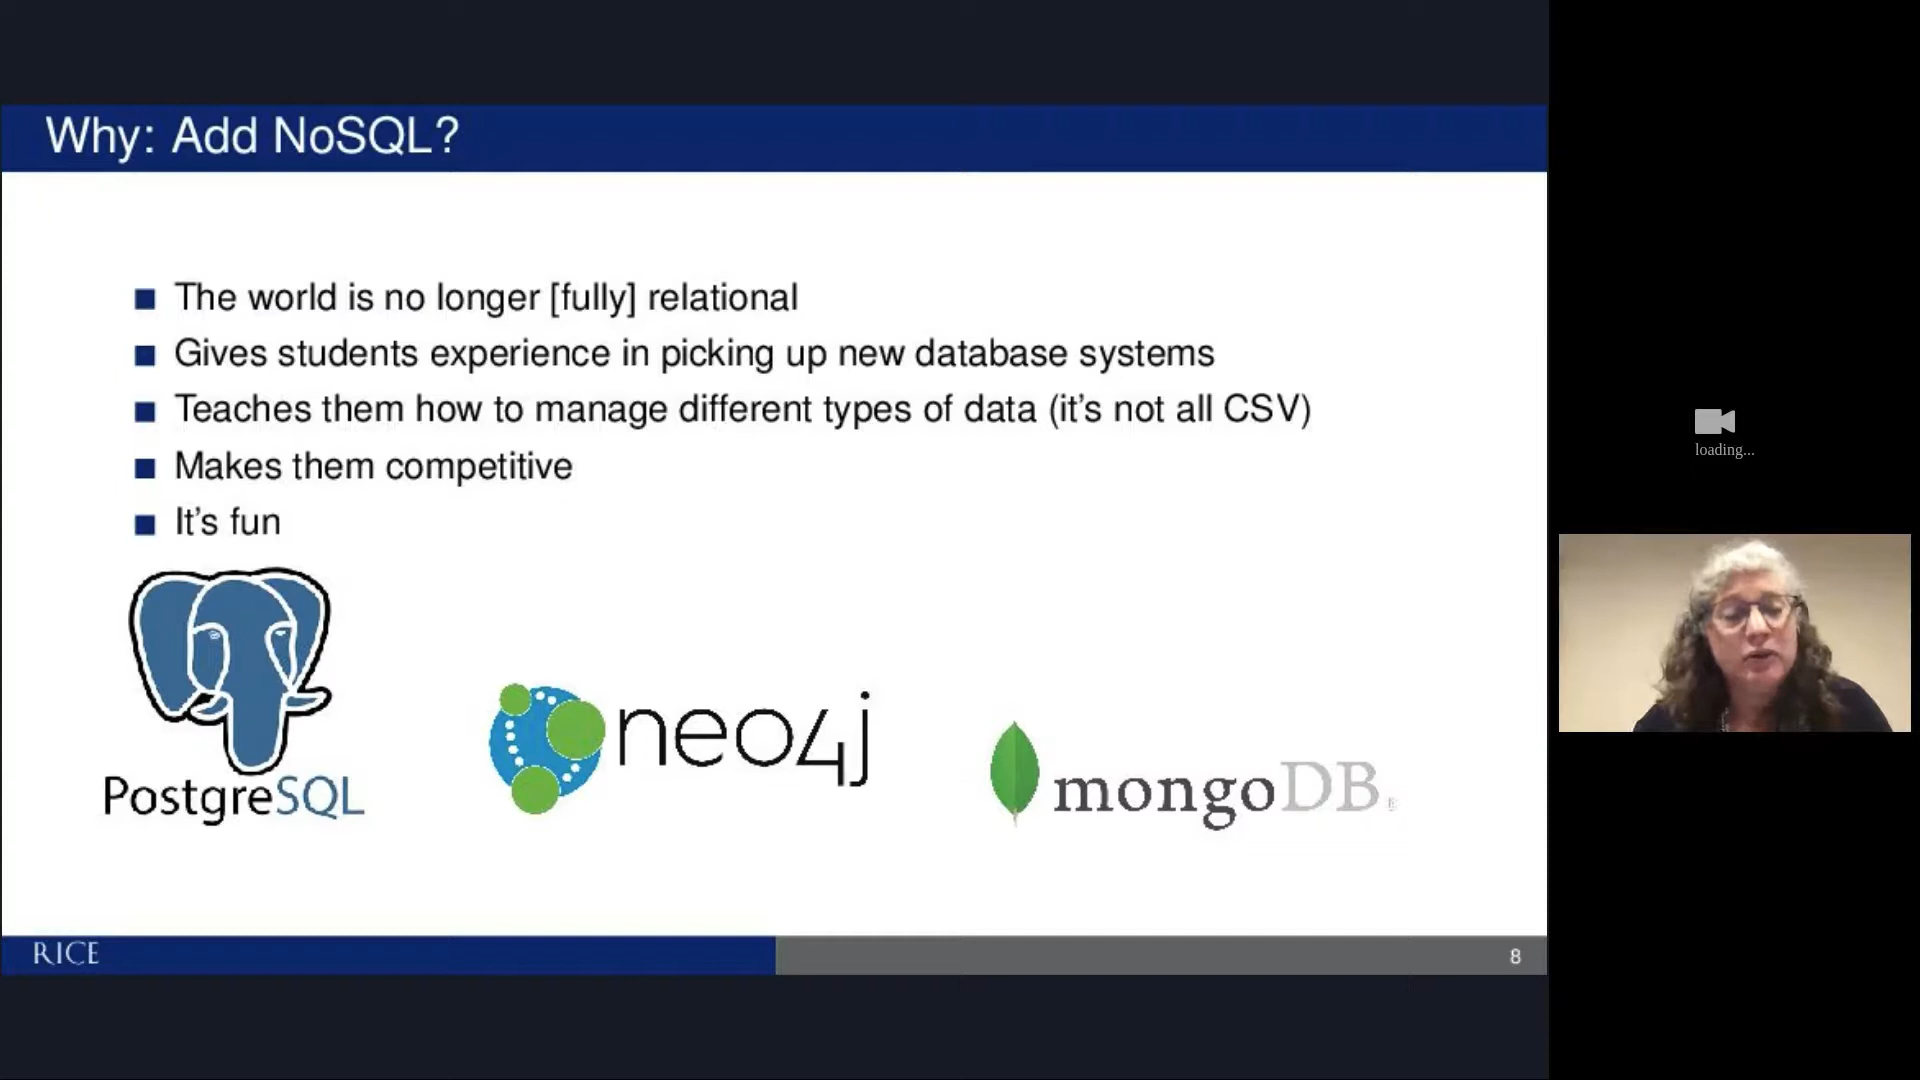 Why: Add NoSQL?
The world is no longer [fully] relational
Gives students experience in picking up new database systems
Teaches them how to manage different types of data (it's not all CSV)
Makes them competitive
It's fun
PostgreSQL
neo4j
mongoDB
RICE
8
loading...